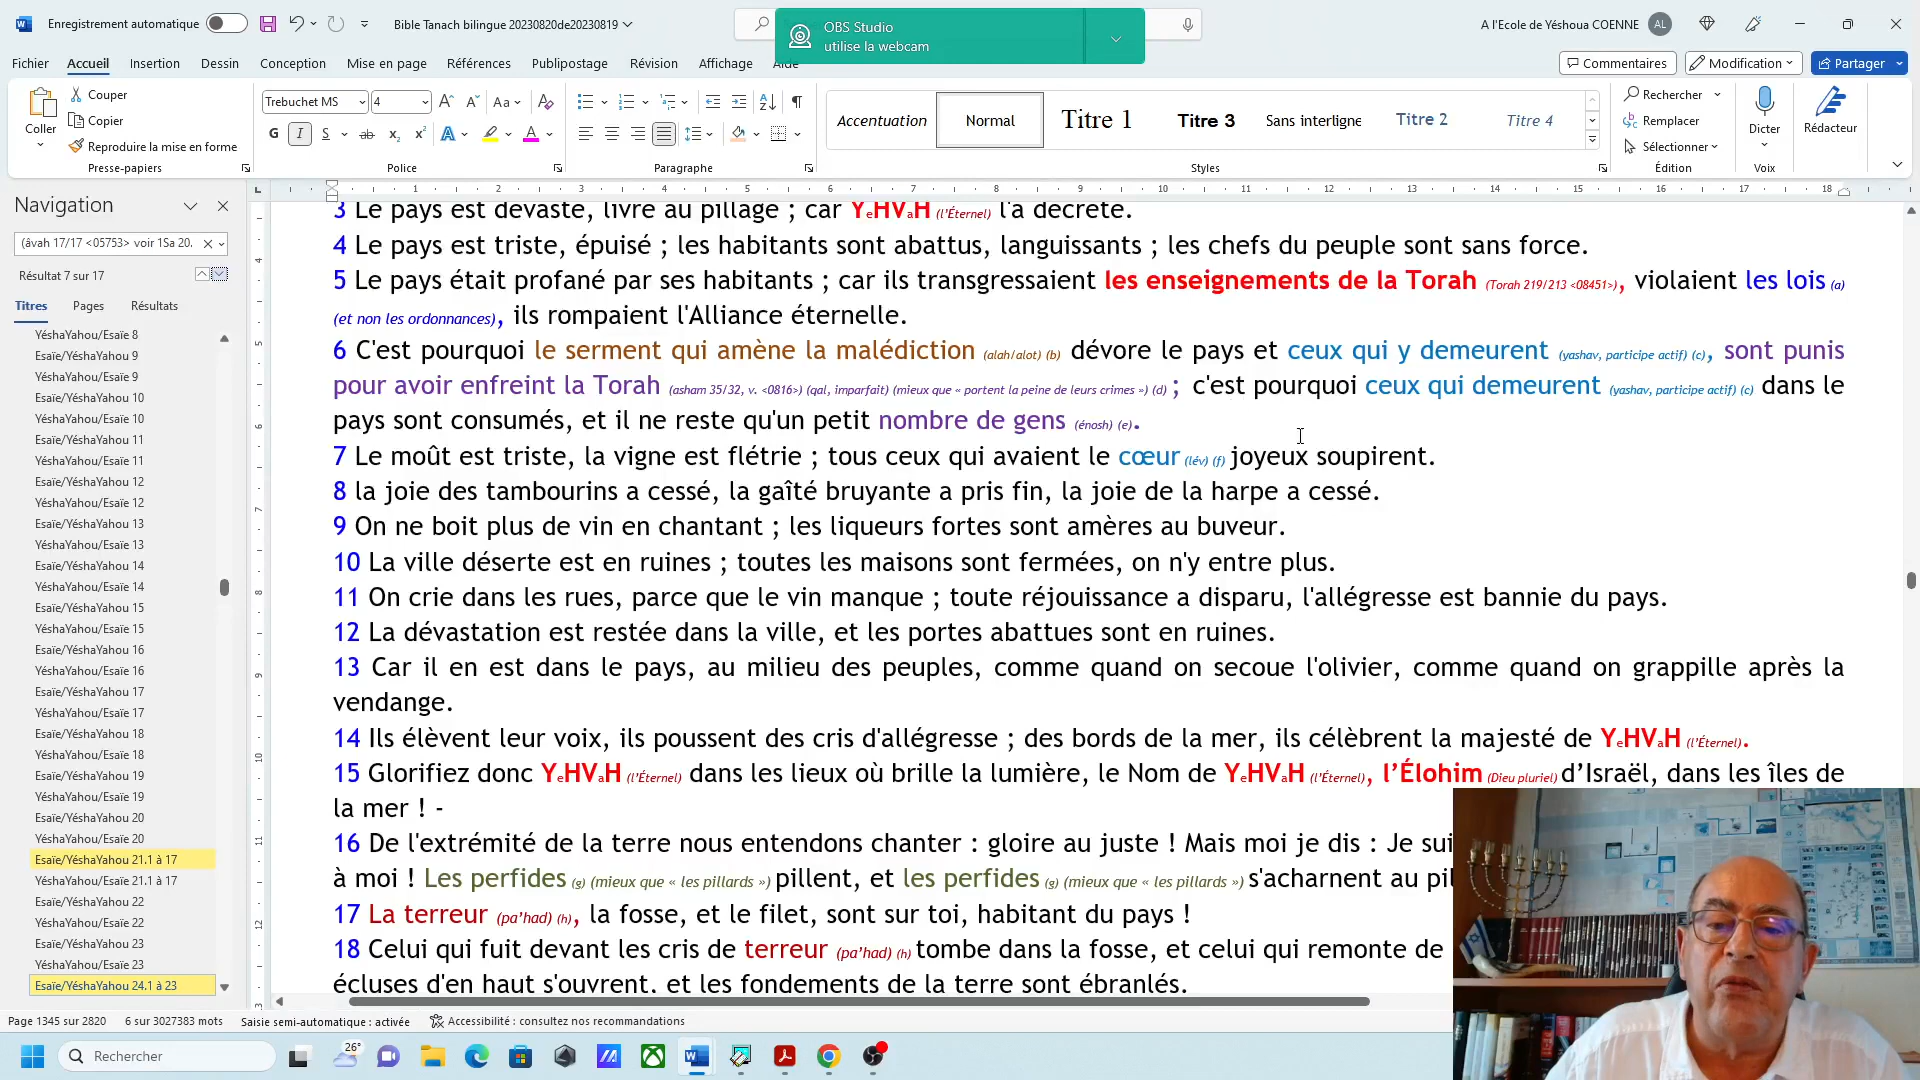 Enregistrement automatique
Bible Tanach bilingue 20230820de20230819
OBS Studio
utilise la webcam
A l'Ecole de Yéshoua COENNE
AL
Fichier Accueil Insertion Dessin Conception Mise en page Références Publipostage Révision Affichage Aide
Commentaires Modification Partager
Coller
Couper
Copier
Reproduire la mise en forme
Presse-papiers
Trebuchet MS 4
Police
Paragraphe
Accentuation Normal Titre 1 Titre 3 Sans interligne Titre 2 Titre 4
Styles
Rechercher
Remplacer
Sélectionner
Édition
Dicter
Voix
Rédacteur
Navigation
(âvah 17/17 <05753> voir 1Sa 20.
Résultat 7 sur 17
Titres Pages Résultats
YéshaYahou/Esaïe 8
Esaïe/YéshaYahou 9
YéshaYahou/Esaïe 9
Esaïe/YéshaYahou 10
YéshaYahou/Esaïe 10
Esaïe/YéshaYahou 11
YéshaYahou/Esaïe 11
Esaïe/YéshaYahou 12
YéshaYahou/Esaïe 12
Esaïe/YéshaYahou 13
YéshaYahou/Esaïe 13
Esaïe/YéshaYahou 14
YéshaYahou/Esaïe 14
Esaïe/YéshaYahou 15
YéshaYahou/Esaïe 15
Esaïe/YéshaYahou 16
YéshaYahou/Esaïe 16
Esaïe/YéshaYahou 17
YéshaYahou/Esaïe 17
Esaïe/YéshaYahou 18
YéshaYahou/Esaïe 18
Esaïe/YéshaYahou 19
YéshaYahou/Esaïe 19
Esaïe/YéshaYahou 20
YéshaYahou/Esaïe 20
Esaïe/YéshaYahou 21.1 à 17
YéshaYahou/Esaïe 21.1 à 17
Esaïe/YéshaYahou 22
YéshaYahou/Esaïe 22
Esaïe/YéshaYahou 23
YéshaYahou/Esaïe 23
Esaïe/YéshaYahou 24.1 à 23
3 Le pays est dévasté, livré au pillage ; car YeHVaH (l'Éternel) l'a décrété.
4 Le pays est triste, épuisé ; les habitants sont abattus, languissants ; les chefs du peuple sont sans force.
5 Le pays était profané par ses habitants ; car ils transgressaient les enseignements de la Torah (Torah 219/213 <08451>), violaient les lois (a)
(et non les ordonnances), ils rompaient l'Alliance éternelle.
6 C'est pourquoi le serment qui amène la malédiction (alah/alot) (b) dévore le pays et ceux qui y demeurent (yashav, participe actif) (c), sont punis
pour avoir enfreint la Torah (asham 35/32, v. <0816>) (qal, imparfait) (mieux que « portent la peine de leurs crimes ») (d) ; c'est pourquoi ceux qui demeurent (yashav, participe actif) (c) dans le
pays sont consumés, et il ne reste qu'un petit nombre de gens (énosh) (e).
7 Le moût est triste, la vigne est flétrie ; tous ceux qui avaient le cœur (lév) (f) joyeux soupirent.
8 la joie des tambourins a cessé, la gaîté bruyante a pris fin, la joie de la harpe a cessé.
9 On ne boit plus de vin en chantant ; les liqueurs fortes sont amères au buveur.
10 La ville déserte est en ruines ; toutes les maisons sont fermées, on n'y entre plus.
11 On crie dans les rues, parce que le vin manque ; toute réjouissance a disparu, l'allégresse est bannie du pays.
12 La dévastation est restée dans la ville, et les portes abattues sont en ruines.
13 Car il en est dans le pays, au milieu des peuples, comme quand on secoue l'olivier, comme quand on grappille après la
vendange.
14 Ils élèvent leur voix, ils poussent des cris d'allégresse ; des bords de la mer, ils célèbrent la majesté de YeHVaH (l'Éternel).
15 Glorifiez donc YeHVaH (l'Éternel) dans les lieux où brille la lumière, le Nom de YeHVaH (l'Éternel), l’Élohim (Dieu pluriel) d’Israël, dans les îles de
la mer ! -
16 De l'extrémité de la terre nous entendons chanter : gloire au juste ! Mais moi je dis : Je sui
à moi ! Les perfides (g) (mieux que « les pillards ») pillent, et les perfides (g) (mieux que « les pillards ») s'acharnent au pil
17 La terreur (pa’had) (h), la fosse, et le filet, sont sur toi, habitant du pays !
18 Celui qui fuit devant les cris de terreur (pa’had) (h) tombe dans la fosse, et celui qui remonte de
écluses d'en haut s'ouvrent, et les fondements de la terre sont ébranlés.
Page 1345 sur 2820 6 sur 3027383 mots Saisie semi-automatique : activée Accessibilité : consultez nos recommandations
Rechercher
26°